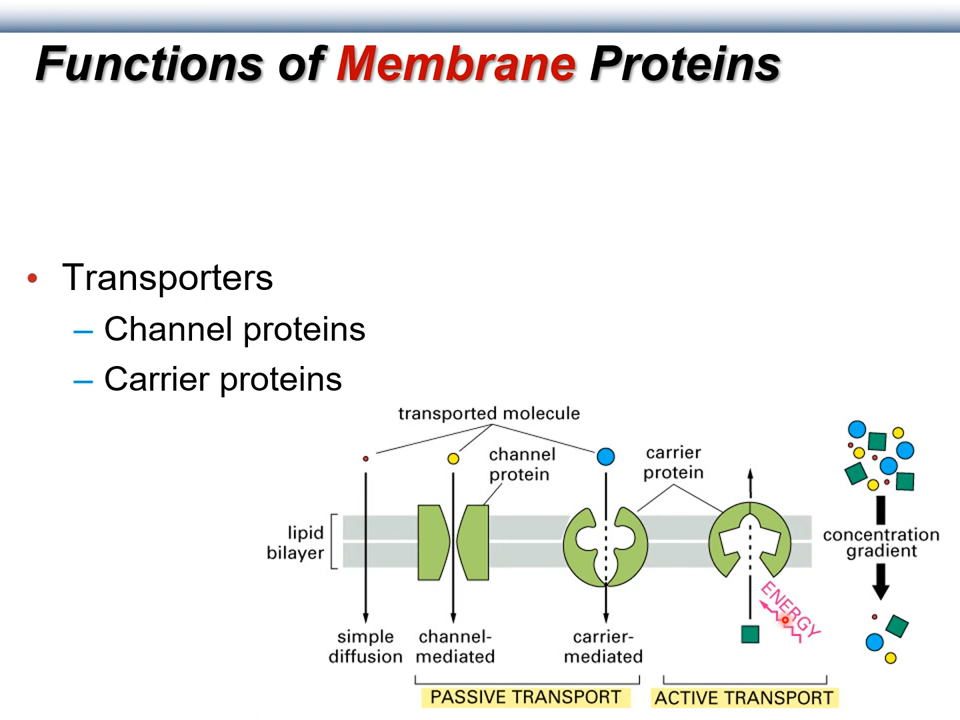 Functions of Membrane Proteins
• Transporters
– Channel proteins
– Carrier proteins
transported molecule
channel
protein
carrier
protein
lipid
bilayer
concentration
gradient
ENERGY
simple
diffusion
channel-
mediated
carrier-
mediated
PASSIVE TRANSPORT
ACTIVE TRANSPORT